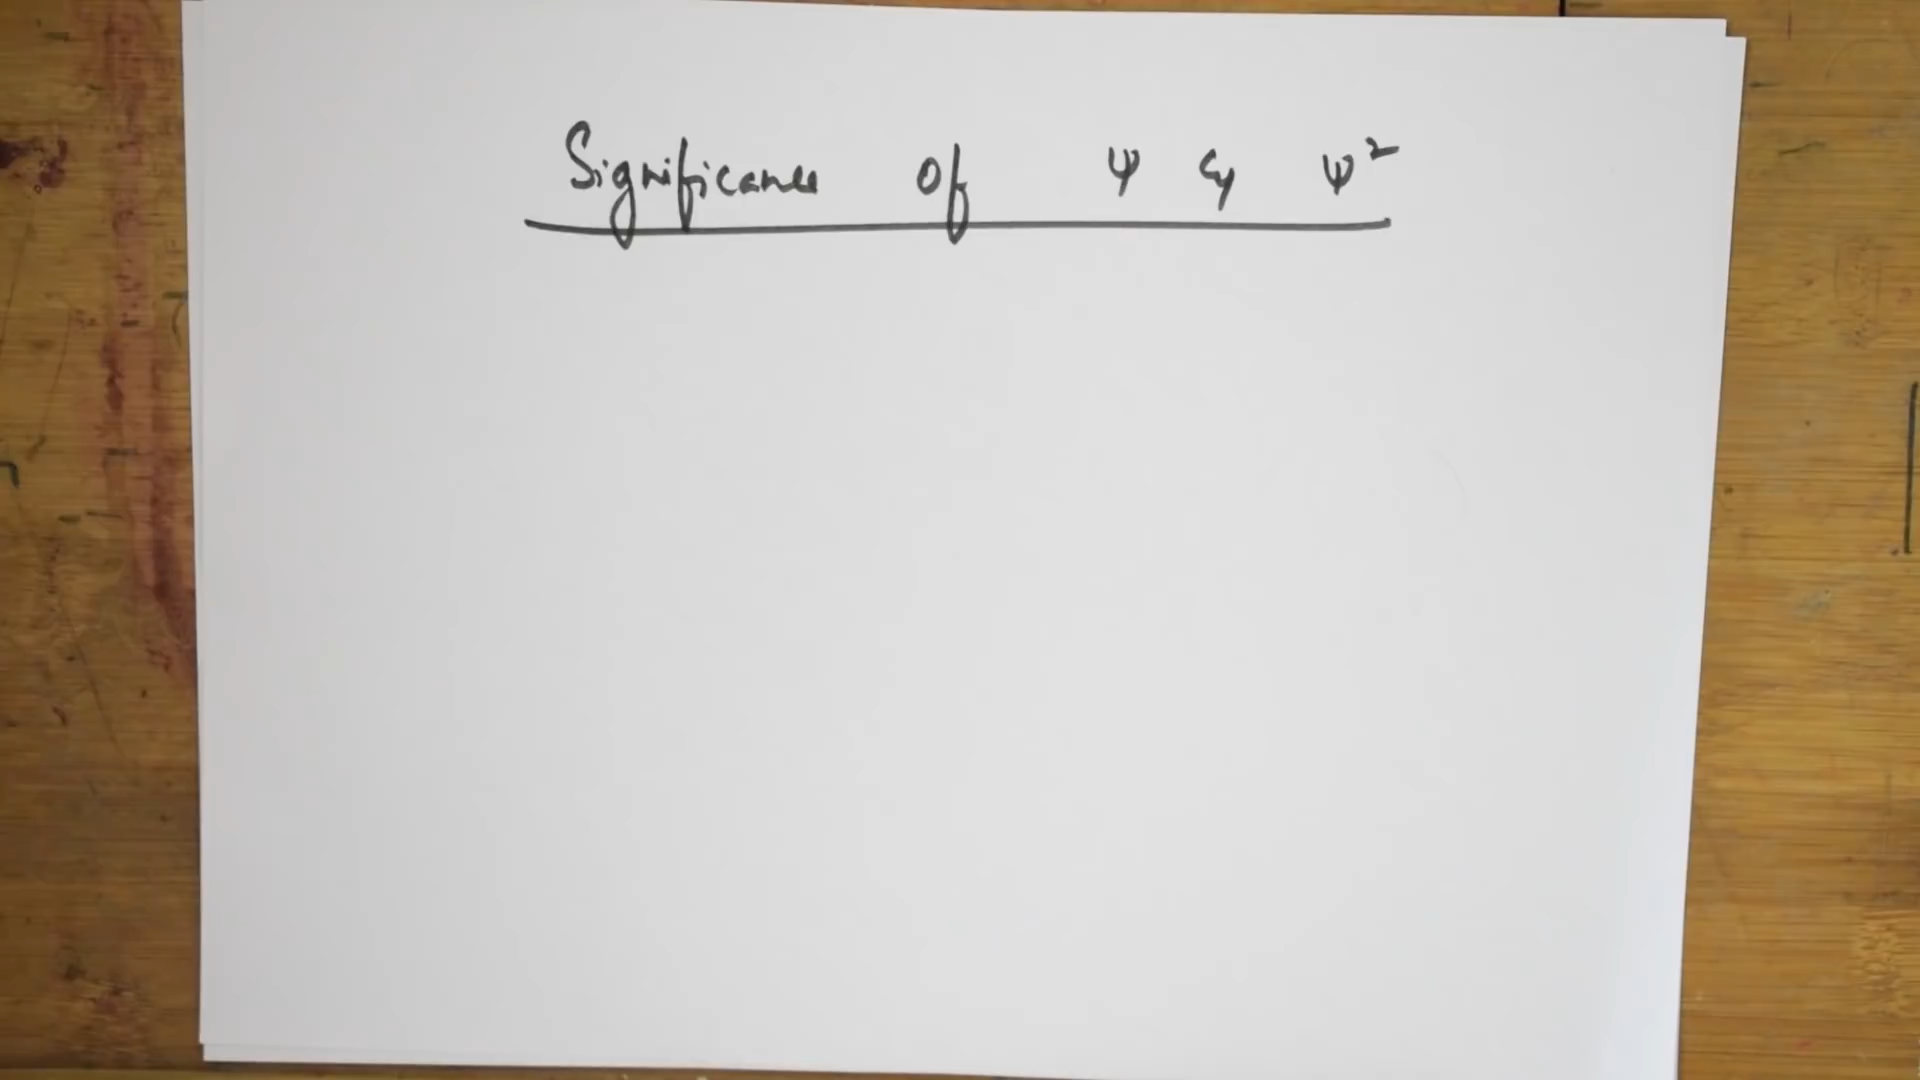 Significance Of ψ & ψ²